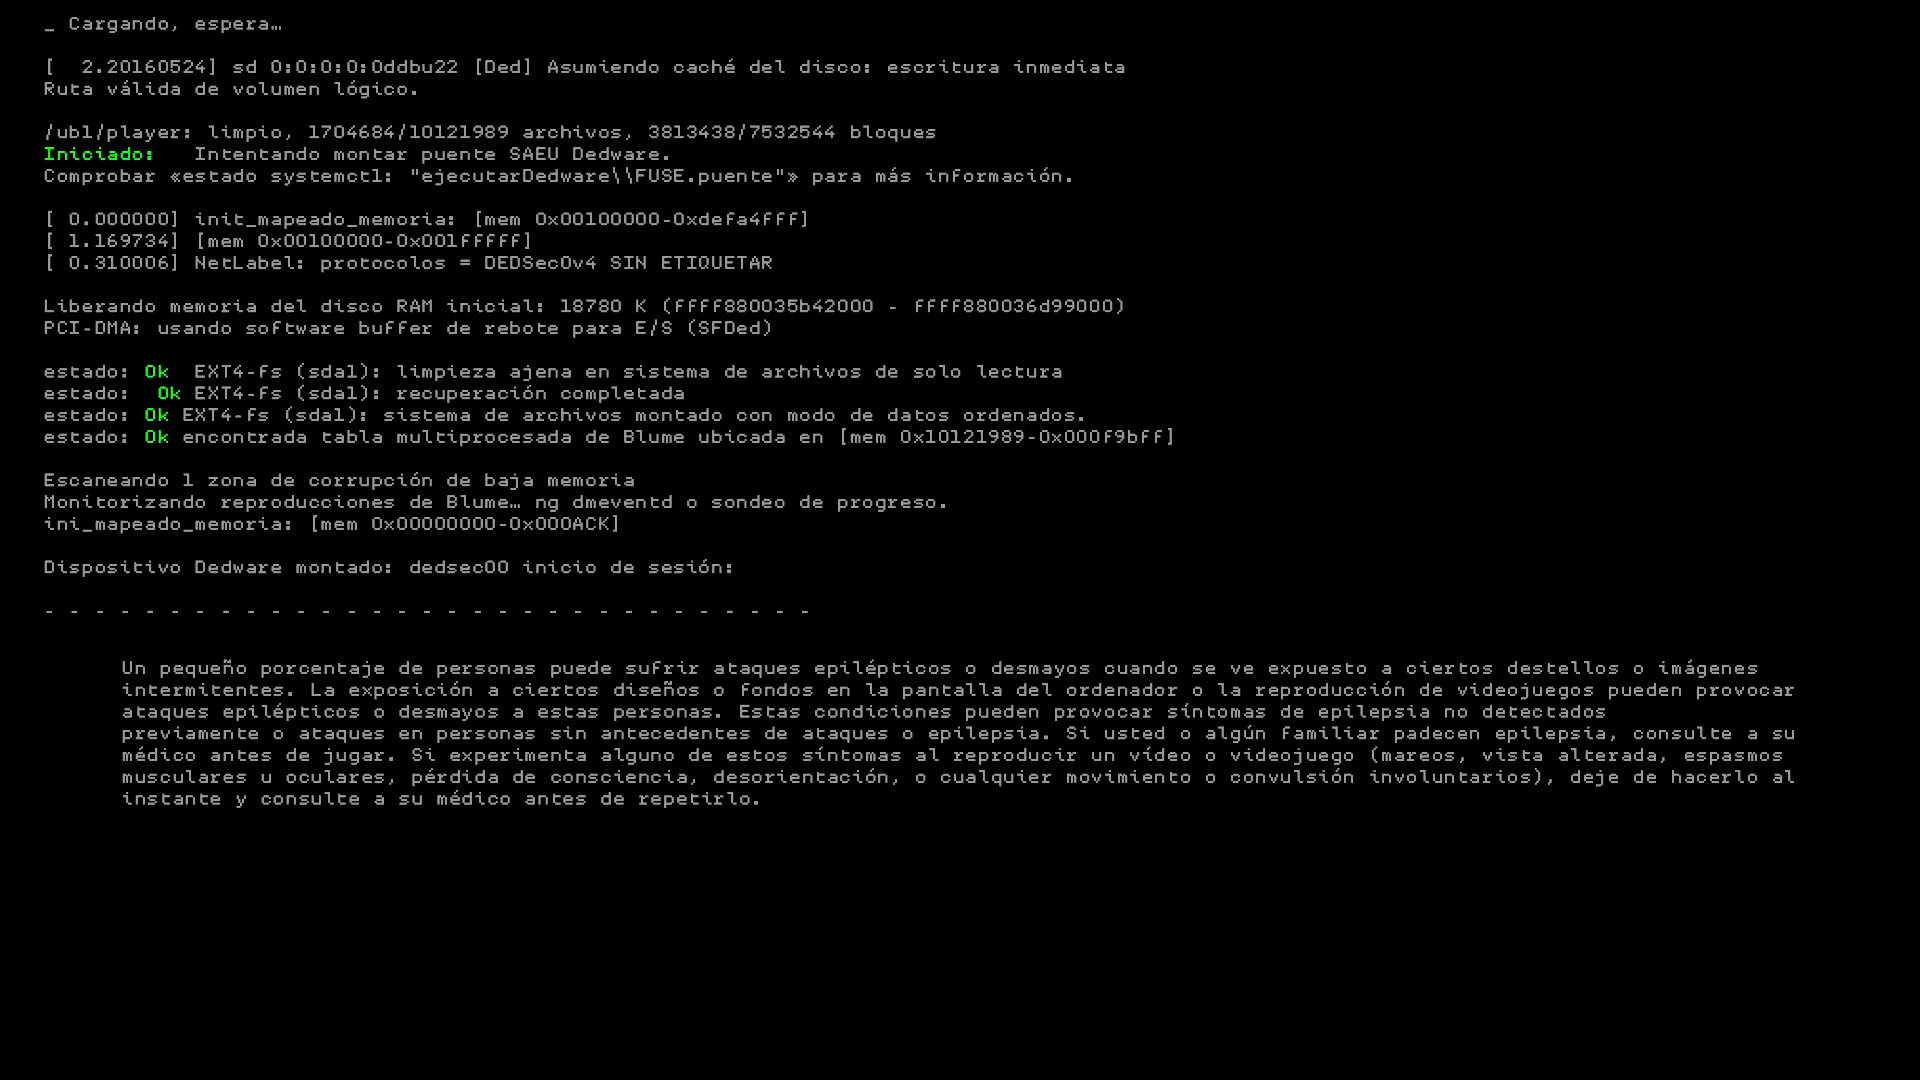 _ Cargando, espera…
[  2.20160524] sd 0:0:0:0:0ddbu22 [Ded] Asumiendo caché del disco: escritura inmediata
Ruta válida de volumen lógico.
/ubl/player: limpio, 1704684/10121989 archivos, 3813438/7532544 bloques
Iniciado:   Intentando montar puente SAEU Dedware.
Comprobar «estado systemctl: "ejecutarDedware\\FUSE.puente"» para más información.
[ 0.000000] init_mapeado_memoria: [mem 0x00100000-0xdefa4fff]
[ 1.169734] [mem 0x00100000-0x001fffff]
[ 0.310006] NetLabel: protocolos = DEDSecOv4 SIN ETIQUETAR
Liberando memoria del disco RAM inicial: 18780 K (ffff880035b42000 - ffff880036d99000)
PCI-DMA: usando software buffer de rebote para E/S (SFDed)
estado: Ok  EXT4-fs (sda1): limpieza ajena en sistema de archivos de solo lectura
estado:  Ok EXT4-fs (sda1): recuperación completada
estado: Ok EXT4-fs (sda1): sistema de archivos montado con modo de datos ordenados.
estado: Ok encontrada tabla multiprocesada de Blume ubicada en [mem 0x10121989-0x000f9bff]
Escaneando 1 zona de corrupción de baja memoria
Monitorizando reproducciones de Blume… ng dmeventd o sondeo de progreso.
ini_mapeado_memoria: [mem 0x00000000-0x000ACK]
Dispositivo Dedware montado: dedsec00 inicio de sesión:
- - - - - - - - - - - - - - - - - - - - - - - - - - - - - - -
Un pequeño porcentaje de personas puede sufrir ataques epilépticos o desmayos cuando se ve expuesto a ciertos destellos o imágenes
intermitentes. La exposición a ciertos diseños o fondos en la pantalla del ordenador o la reproducción de videojuegos pueden provocar
ataques epilépticos o desmayos a estas personas. Estas condiciones pueden provocar síntomas de epilepsia no detectados
previamente o ataques en personas sin antecedentes de ataques o epilepsia. Si usted o algún familiar padecen epilepsia, consulte a su
médico antes de jugar. Si experimenta alguno de estos síntomas al reproducir un vídeo o videojuego (mareos, vista alterada, espasmos
musculares u oculares, pérdida de consciencia, desorientación, o cualquier movimiento o convulsión involuntarios), deje de hacerlo al
instante y consulte a su médico antes de repetirlo.